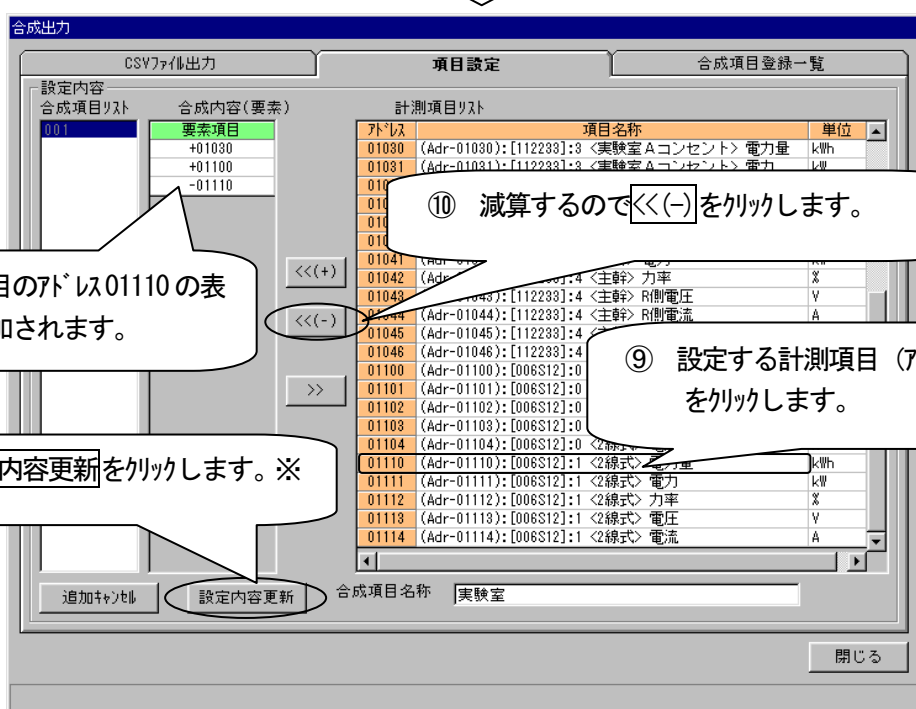 合成出力
CSVファイル出力
項目設定
合成項目登録一覧
設定内容
合成項目リスト
合成内容(要素)
計測項目リスト
001
要素項目
+01030
+01100
-01110
アドレス 項目名称 単位
01030 (Adr-01030):[112233]:3 <実験室Aコンセント> 電力量 kWh
01031 (Adr-01031):[112233]:3 <実験室Aコンセント> 電力 kW
⑩ 減算するので<<(-)をクリックします。
01041
01042 <主幹> 力率 %
01043 :[112233]:4 <主幹> R側電圧 V
(Adr-01044):[112233]:4 <主幹> R側電流 A
01045 (Adr-01045):[112233]:4
01046 (Adr-01046):[112233]:4
01100 (Adr-01100):[006S12]:0
01101 (Adr-01101):[006S12]:0
01102 (Adr-01102):[006S12]:0
01103 (Adr-01103):[006S12]:0
01104 (Adr-01104):[006S12]:0
01110 (Adr-01110):[006S12]:1 <2線式> 電力量 kWh
01111 (Adr-01111):[006S12]:1 <2線式> 電力 kW
01112 (Adr-01112):[006S12]:1 <2線式> 力率 %
01113 (Adr-01113):[006S12]:1 <2線式> 電圧 V
01114 (Adr-01114):[006S12]:1 <2線式> 電流 A
<<(+)
<<(-)
>>
目のアドレス01110の表
加されます。
⑨ 設定する計測項目（ア
をクリックします。
内容更新をクリックします。※
追加キャンセル
設定内容更新
合成項目名称
実験室
閉じる